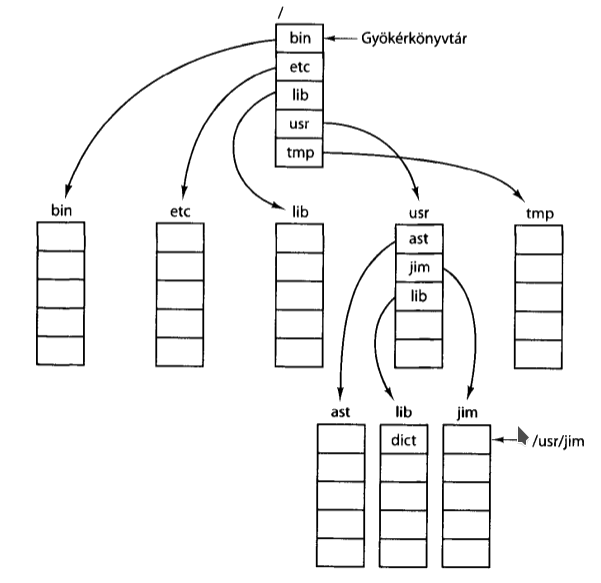 /
bin
Gyökérkönyvtár
etc
lib
usr
tmp
bin
etc
lib
usr
tmp
ast
jim
lib
ast
lib
jim
dict
/usr/jim